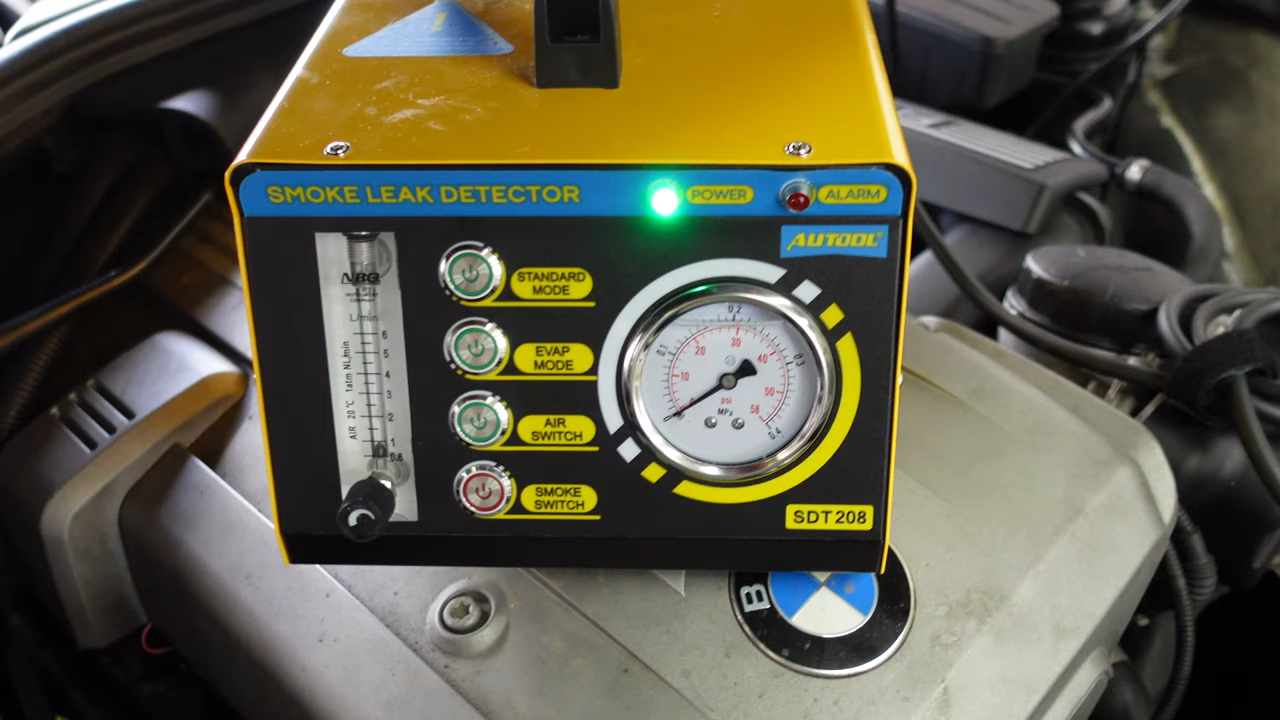 SMOKE LEAK DETECTOR
POWER
ALARM
AUTOOL
NBQ
L/min
6
5
4
3
2
1
0.6
AIR 20℃ 1atm NL/min
STANDARD
MODE
EVAP
MODE
AIR
SWITCH
SMOKE
SWITCH
0 0.1 0.2 0.3 0.4
10 20 30 40 50 58
psi
MPa
SDT208
B